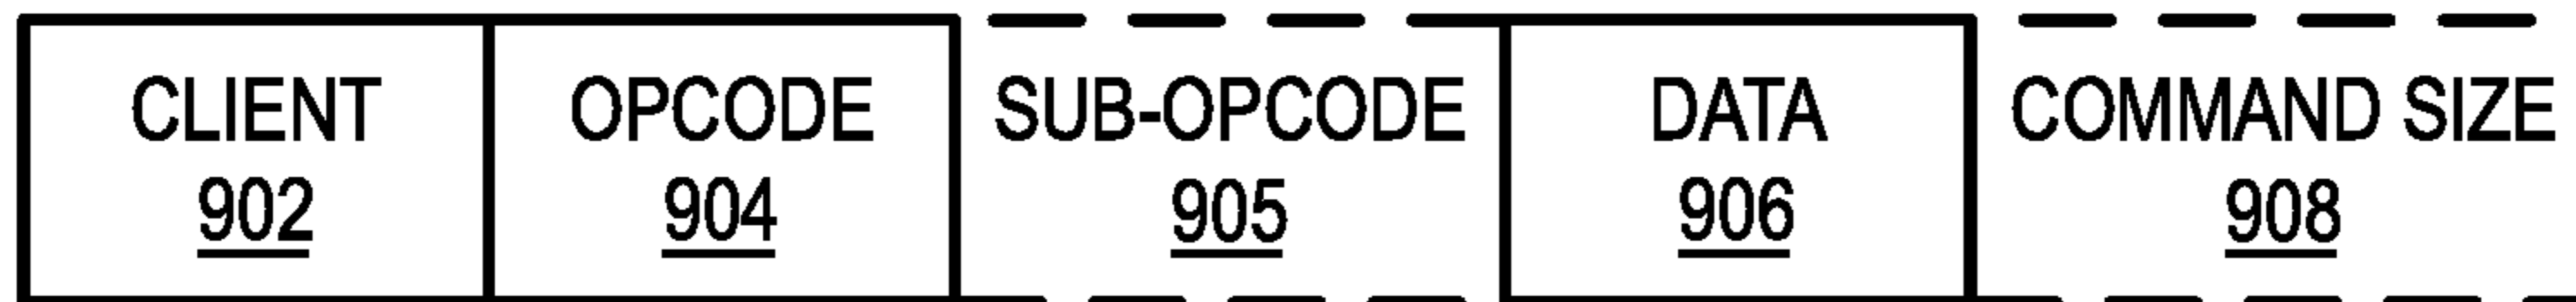 CLIENT OPCODE SUB-OPCODE DATA COMMAND SIZE
902 904 905 906 908